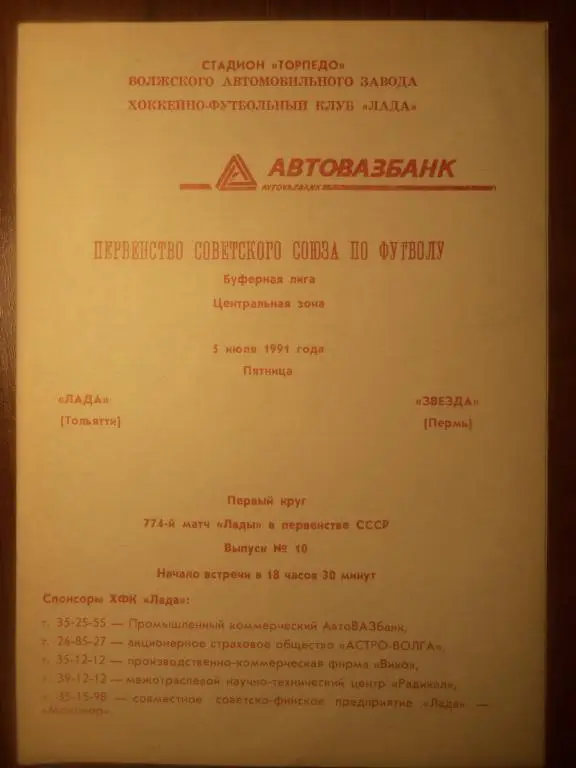 СТАДИОН «ТОРПЕДО»
ВОЛЖСКОГО АВТОМОБИЛЬНОГО ЗАВОДА
ХОККЕЙНО-ФУТБОЛЬНЫЙ КЛУБ «ЛАДА»
АВТОВАЗБАНК
AVTOVAZBANK
ПЕРВЕНСТВО СОВЕТСКОГО СОЮЗА ПО ФУТБОЛУ
Буферная лига
Центральная зона
5 июля 1991 года
Пятница
«ЛАДА» «ЗВЕЗДА»
(Тольятти) (Пермь)
Первый круг
774-й матч «Лады» в первенстве СССР
Выпуск № 10
Начало встречи в 18 часов 30 минут
Спонсоры ХФК «Лада»:
т. 35-25-55 — Промышленный коммерческий АвтоВАЗбанк,
т. 26-85-27 — акционерное страховое общество «АСТРО-ВОЛГА»,
т. 35-12-12 — производственно-коммерческая фирма «Вико»,
т. 39-12-12 — межотраслевой научно-технический центр «Радикал»,
т. 35-15-98 — совместное советско-финское предприятие «Лада —